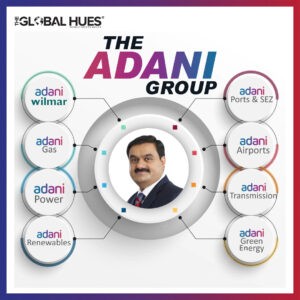 THE GLOBAL HUES
THE
ADANI
GROUP
adani
wilmar
adani
Gas
adani
Power
adani
Renewables
adani
Ports & SEZ
adani
Airports
adani
Transmission
adani
Green
Energy